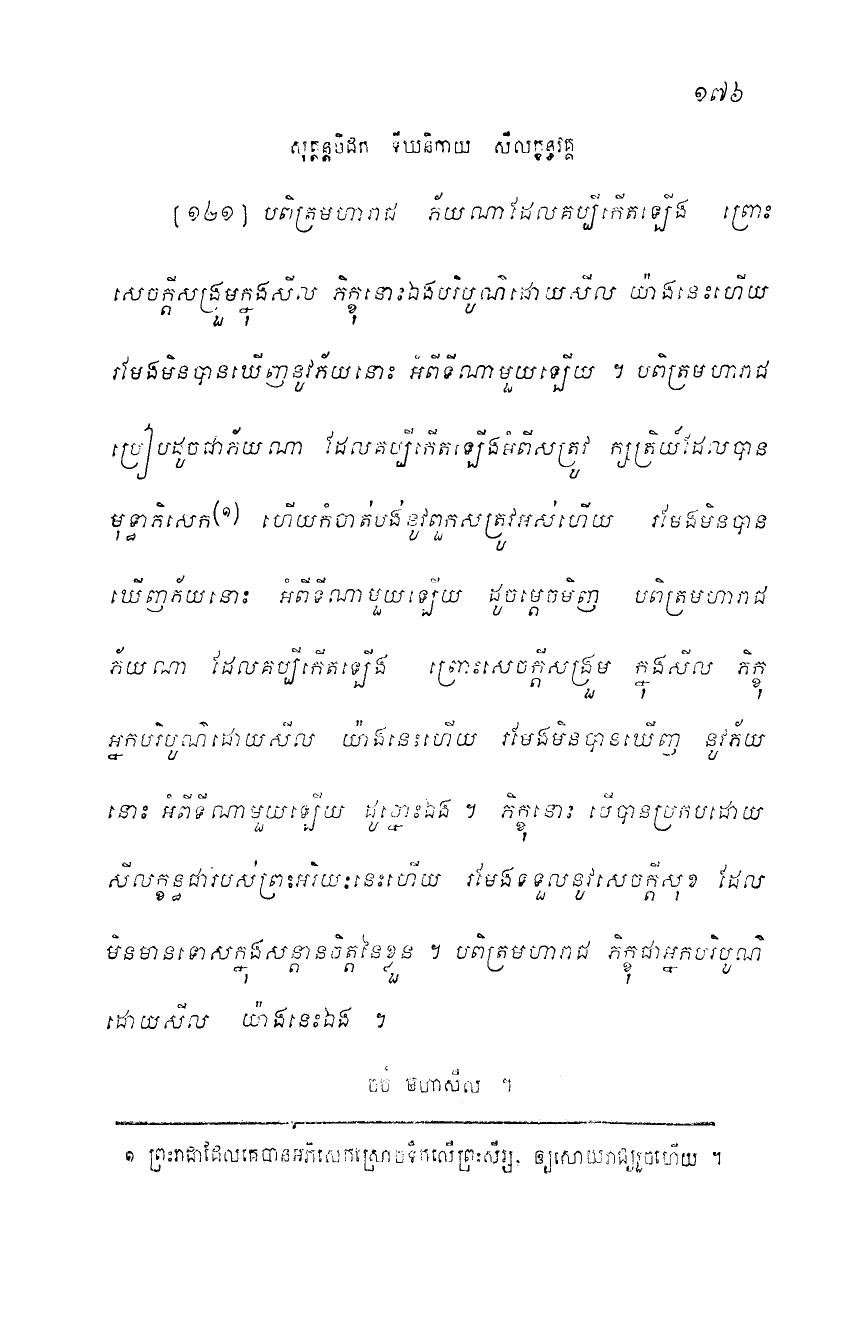 ១៧៦
សុត្តន្តបិដក ទីឃនិកាយ សីលក្ខន្ធវគ្គ
[១២១] បពិត្រមហារាជ ភ័យណាដែលគប្បីកើតឡើង ព្រោះ
សេចក្តីសង្រួមក្នុងសីល ភិក្ខុនោះឯងបរិបូណ៌ដោយសីល យ៉ាងនេះហើយ
រមែងមិនបានឃើញនូវភ័យនោះ អំពីទីណាមួយឡើយ ។ បពិត្រមហារាជ
ប្រៀបដូចជាភ័យណា ដែលគប្បីកើតឡើងអំពីសត្រូវ ក្សត្រិយ៍ដែលបាន
មុទ្ធាភិសេក(១) ហើយកំចាត់បង់នូវពួកសត្រូវអស់ហើយ រមែងមិនបាន
ឃើញភ័យនោះ អំពីទីណាមួយឡើយ ដូចម្តេចមិញ បពិត្រមហារាជ
ភ័យណា ដែលគប្បីកើតឡើង ព្រោះសេចក្តីសង្រួម ក្នុងសីល ភិក្ខុ
អ្នកបរិបូណ៌ដោយសីល យ៉ាងនេះហើយ រមែងមិនបានឃើញ នូវភ័យ
នោះ អំពីទីណាមួយឡើយ ដូច្នោះឯង ។ ភិក្ខុនោះ បើបានប្រកបដោយ
សីលក្ខន្ធជារបស់ព្រះអរិយៈនេះហើយ រមែងទទួលនូវសេចក្តីសុខ ដែល
មិនមានទោសក្នុងសន្តានចិត្តនៃខ្លួន ។ បពិត្រមហារាជ ភិក្ខុជាអ្នកបរិបូណ៌
ដោយសីល យ៉ាងនេះឯង ។
ចប់ មហាសីល ។
១ ព្រះរាជាដែលគេបានអភិសេកស្រោចទឹកលើព្រះសិរ្ស, ឲ្យសោយរាជ្យរួចហើយ ។